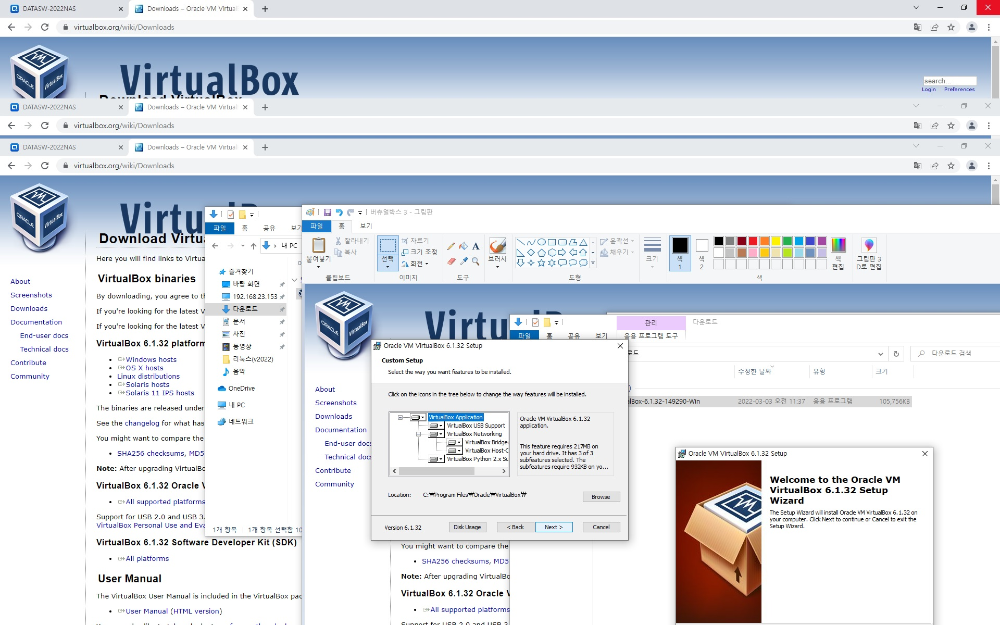 DATASW-2022NAS
Downloads – Oracle VM Virtual
virtualbox.org/wiki/Downloads
ORACLE
VirtualBox
VirtualBox
search...
Login Preferences
DATASW-2022NAS
Downloads – Oracle VM Virtual
virtualbox.org/wiki/Downloads
DATASW-2022NAS
Downloads – Oracle VM Virtual
virtualbox.org/wiki/Downloads
ORACLE
VirtualBox
About
Screenshots
Downloads
Documentation
End-user docs
Technical docs
Contribute
Community
Here you will find links to Virtua
VirtualBox binaries
By downloading, you agree to th
If you're looking for the latest V
If you're looking for the latest V
VirtualBox 6.1.32 platform
Windows hosts
OS X hosts
Linux distributions
Solaris hosts
Solaris 11 IPS hosts
The binaries are released under
See the changelog for what has
You might want to compare the
SHA256 checksums, MD5
Note: After upgrading VirtualBo
VirtualBox 6.1.32 Oracle V
All supported platforms
Support for USB 2.0 and USB 3.
VirtualBox Personal Use and Eva
VirtualBox 6.1.32 Software Developer Kit (SDK)
All platforms
User Manual
The VirtualBox User Manual is included in the VirtualBox pac
User Manual (HTML version)
파일 홈 공유 보기
내 PC
즐겨찾기
바탕 화면
192.168.23.153
다운로드
문서
사진
동영상
리눅스(v2022)
음악
OneDrive
내 PC
네트워크
1개 항목 1개 항목 선택함 10
버츄얼박스 3 - 그림판
파일 홈 보기
붙여넣기
잘라내기
복사
클립보드
선택
자르기
크기 조정
회전
이미지
A
도구
브러시
윤곽선
채우기
도형
크기
색 1
색 2
색 편집
색
그림판 3D로 편집
ORACLE
VirtualBox
About
Screenshots
Downloads
Documentation
End-user docs
Technical docs
Contribute
Community
You might want to compare the
SHA256 checksums, MD5
Note: After upgrading VirtualBo
VirtualBox 6.1.32 Oracle V
All supported platforms
Support for USB 2.0 and USB 3.
관리
다운로드
파일 홈 공유 보기 응용 프로그램 도구
로드
다운로드 검색
수정한 날짜 유형 크기
alBox-6.1.32-149290-Win 2022-03-03 오전 11:37 응용 프로그램 105,756KB
Oracle VM VirtualBox 6.1.32 Setup
Custom Setup
Select the way you want features to be installed.
Click on the icons in the tree below to change the way features will be installed.
VirtualBox Application
VirtualBox USB Support
VirtualBox Networking
VirtualBox Bridge
VirtualBox Host-O
VirtualBox Python 2.x Su
Oracle VM VirtualBox 6.1.32
application.
This feature requires 217MB on
your hard drive. It has 3 of 3
subfeatures selected. The
subfeatures require 932KB on yo...
Location: C:₩Program Files₩Oracle₩VirtualBox₩
Browse
Version 6.1.32
Disk Usage
< Back
Next >
Cancel
Oracle VM VirtualBox 6.1.32 Setup
Welcome to the Oracle VM
VirtualBox 6.1.32 Setup
Wizard
The Setup Wizard will install Oracle VM VirtualBox 6.1.32 on
your computer. Click Next to continue or Cancel to exit the
Setup Wizard.